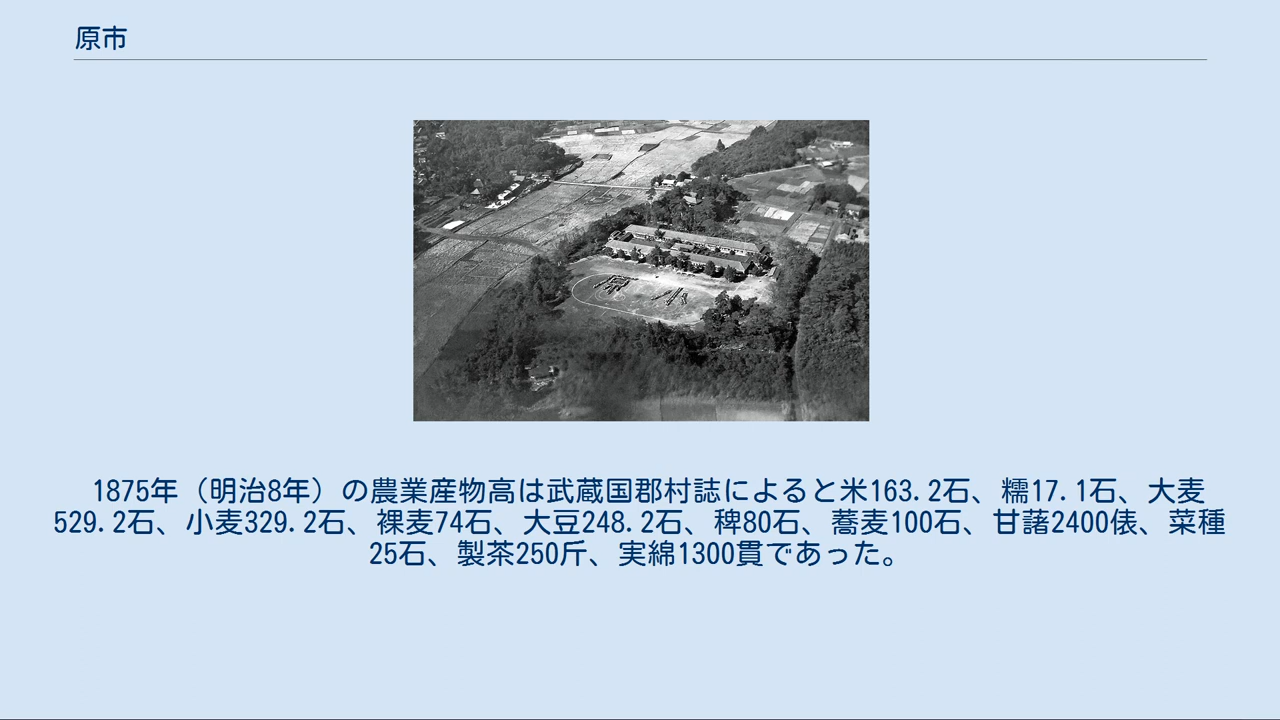 原市
1875年（明治8年）の農業産物高は武蔵国郡村誌によると米163.2石、糯17.1石、大麦
529.2石、小麦329.2石、裸麦74石、大豆248.2石、稗80石、蕎麦100石、甘藷2400俵、菜種
25石、製茶250斤、実綿1300貫であった。